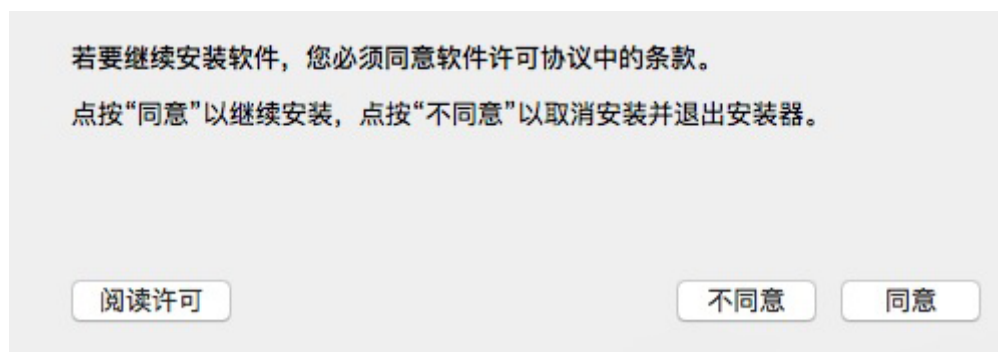 若要继续安装软件，您必须同意软件许可协议中的条款。
点按“同意”以继续安装，点按“不同意”以取消安装并退出安装器。
阅读许可 不同意 同意